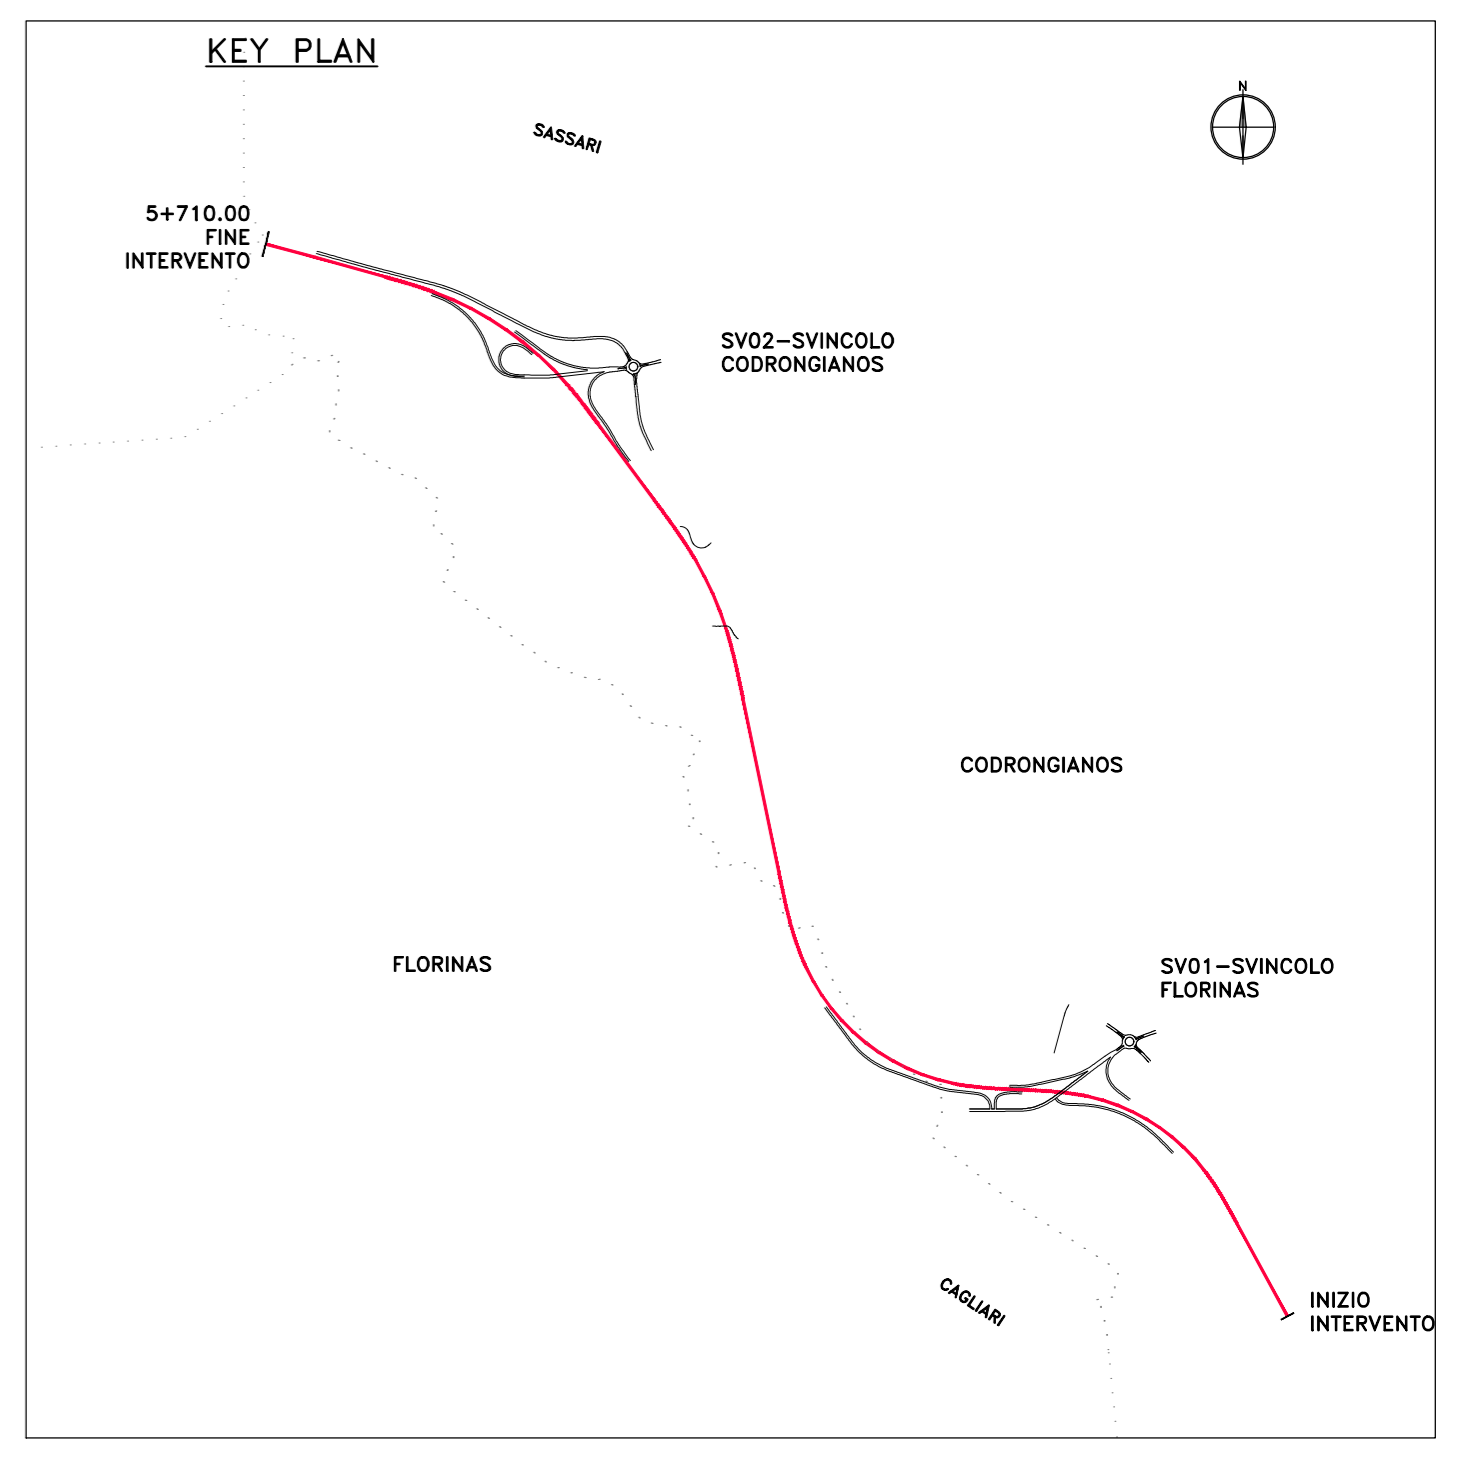 KEY PLAN
N
SASSARI
5+710.00
FINE
INTERVENTO
SV02-SVINCOLO
CODRONGIANOS
CODRONGIANOS
FLORINAS
SV01-SVINCOLO
FLORINAS
CAGLIARI
INIZIO
INTERVENTO